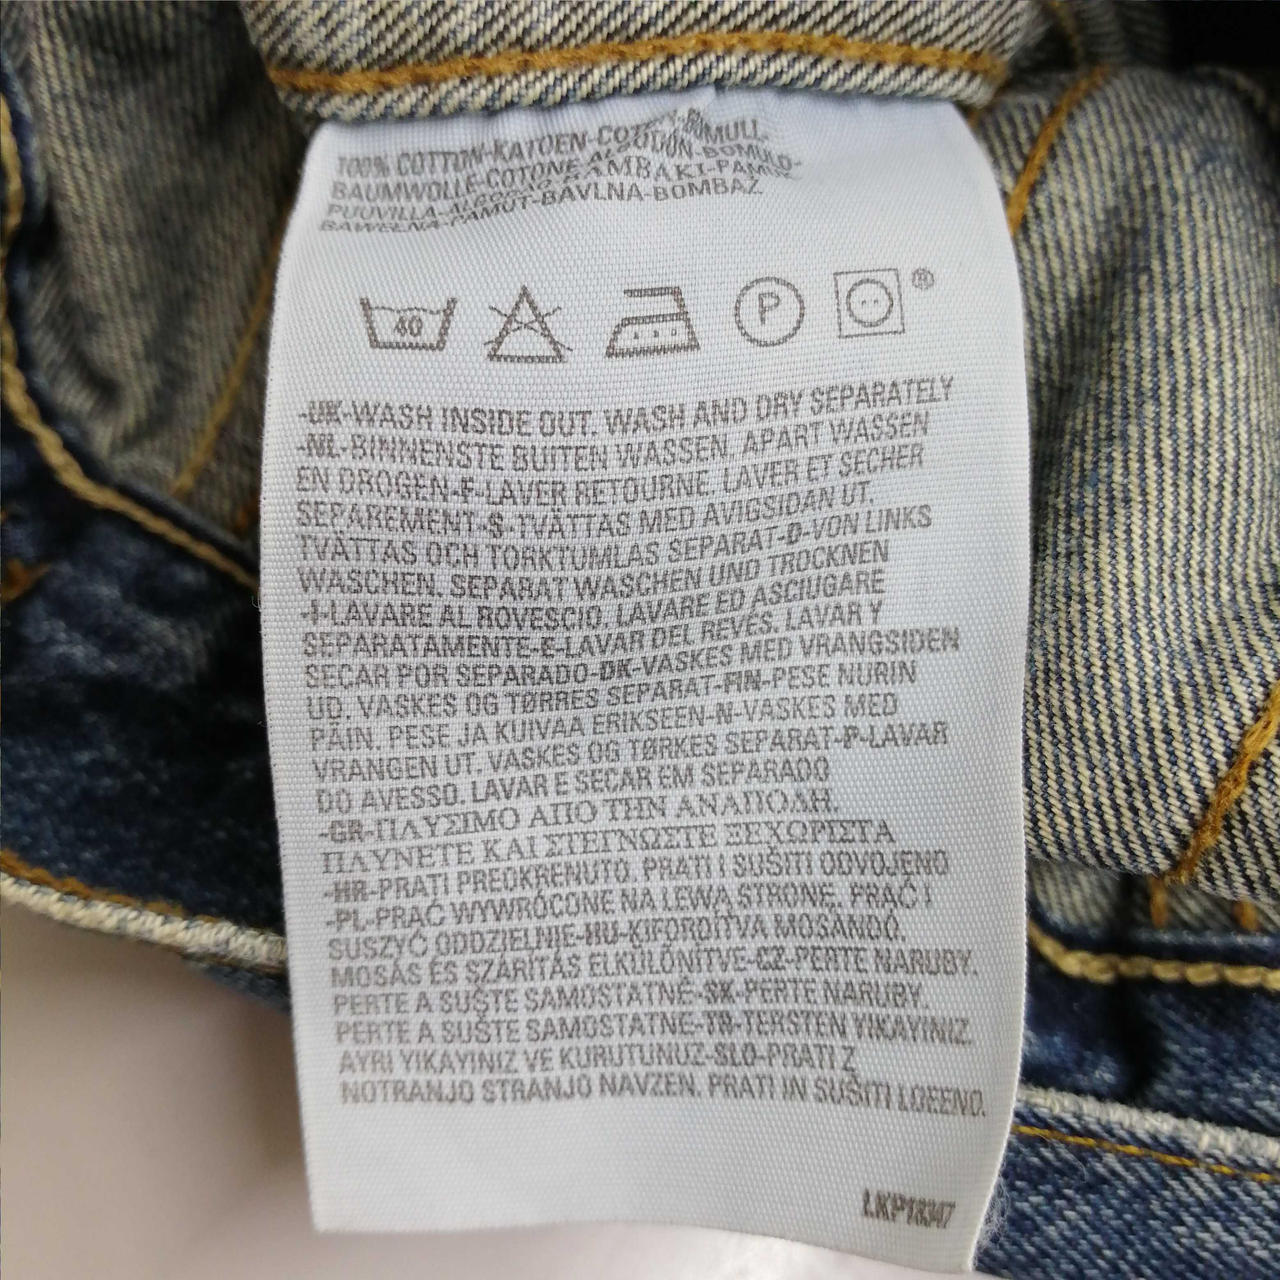 100% COTTON-KATOEN-COTON-BOMULL
BAUMWOLLE-COTONE-ALGODÓN-BOMULD-
PUUVILLA-ALGODÃO-BAMBAKI-PAMUK
BAWEŁNA-PAMUT-BAVLNA-BOMBAŽ
40 P ®
-UK-WASH INSIDE OUT. WASH AND DRY SEPARATELY
-NL-BINNENSTE BUITEN WASSEN. APART WASSEN
EN DROGEN-F-LAVER RETOURNE. LAVER ET SECHER
SEPAREMENT-S-TVÄTTAS MED AVIGSIDAN UT.
TVÄTTAS OCH TORKTUMLAS SEPARAT-D-VON LINKS
WASCHEN. SEPARAT WASCHEN UND TROCKNEN
-I-LAVARE AL ROVESCIO. LAVARE ED ASCIUGARE
SEPARATAMENTE-E-LAVAR DEL REVÉS. LAVAR Y
SECAR POR SEPARADO-DK-VASKES MED VRANGSIDEN
UD. VASKES OG TØRRES SEPARAT-FIN-PESE NURIN
PÄIN. PESE JA KUIVAA ERIKSEEN-N-VASKES MED
VRANGEN UT. VASKES OG TØRKES SEPARAT-P-LAVAR
DO AVESSO. LAVAR E SECAR EM SEPARADO
-GR-ΠΛΥΣΙΜΟ ΑΠΟ ΤΗΝ ΑΝΑΠΟΔΗ.
ΠΛΥΝΕΤΕ ΚΑΙ ΣΤΕΓΝΩΣΤΕ ΞΕΧΩΡΙΣΤΑ
-HR-PRATI PREOKRENUTO. PRATI I SUŠITI ODVOJENO
-PL-PRAĆ WYWRÓCONE NA LEWĄ STRONĘ. PRAĆ I
SUSZYĆ ODDZIELNIE-HU-KIFORDÍTVA MOSANDÓ.
MOSÁS ÉS SZÁRÍTÁS ELKÜLÖNÍTVE-CZ-PERTE NARUBY.
PERTE A SUŠTE SAMOSTATNĚ-SK-PERTE NARUBY.
PERTE A SUŠTE SAMOSTATNE-TR-TERSTEN YIKAYINIZ.
AYRI YIKAYINIZ VE KURUTUNUZ-SLO-PRATI Z
NOTRANJO STRANJO NAVZEN. PRATI IN SUŠITI LOEENO.
LKP18347